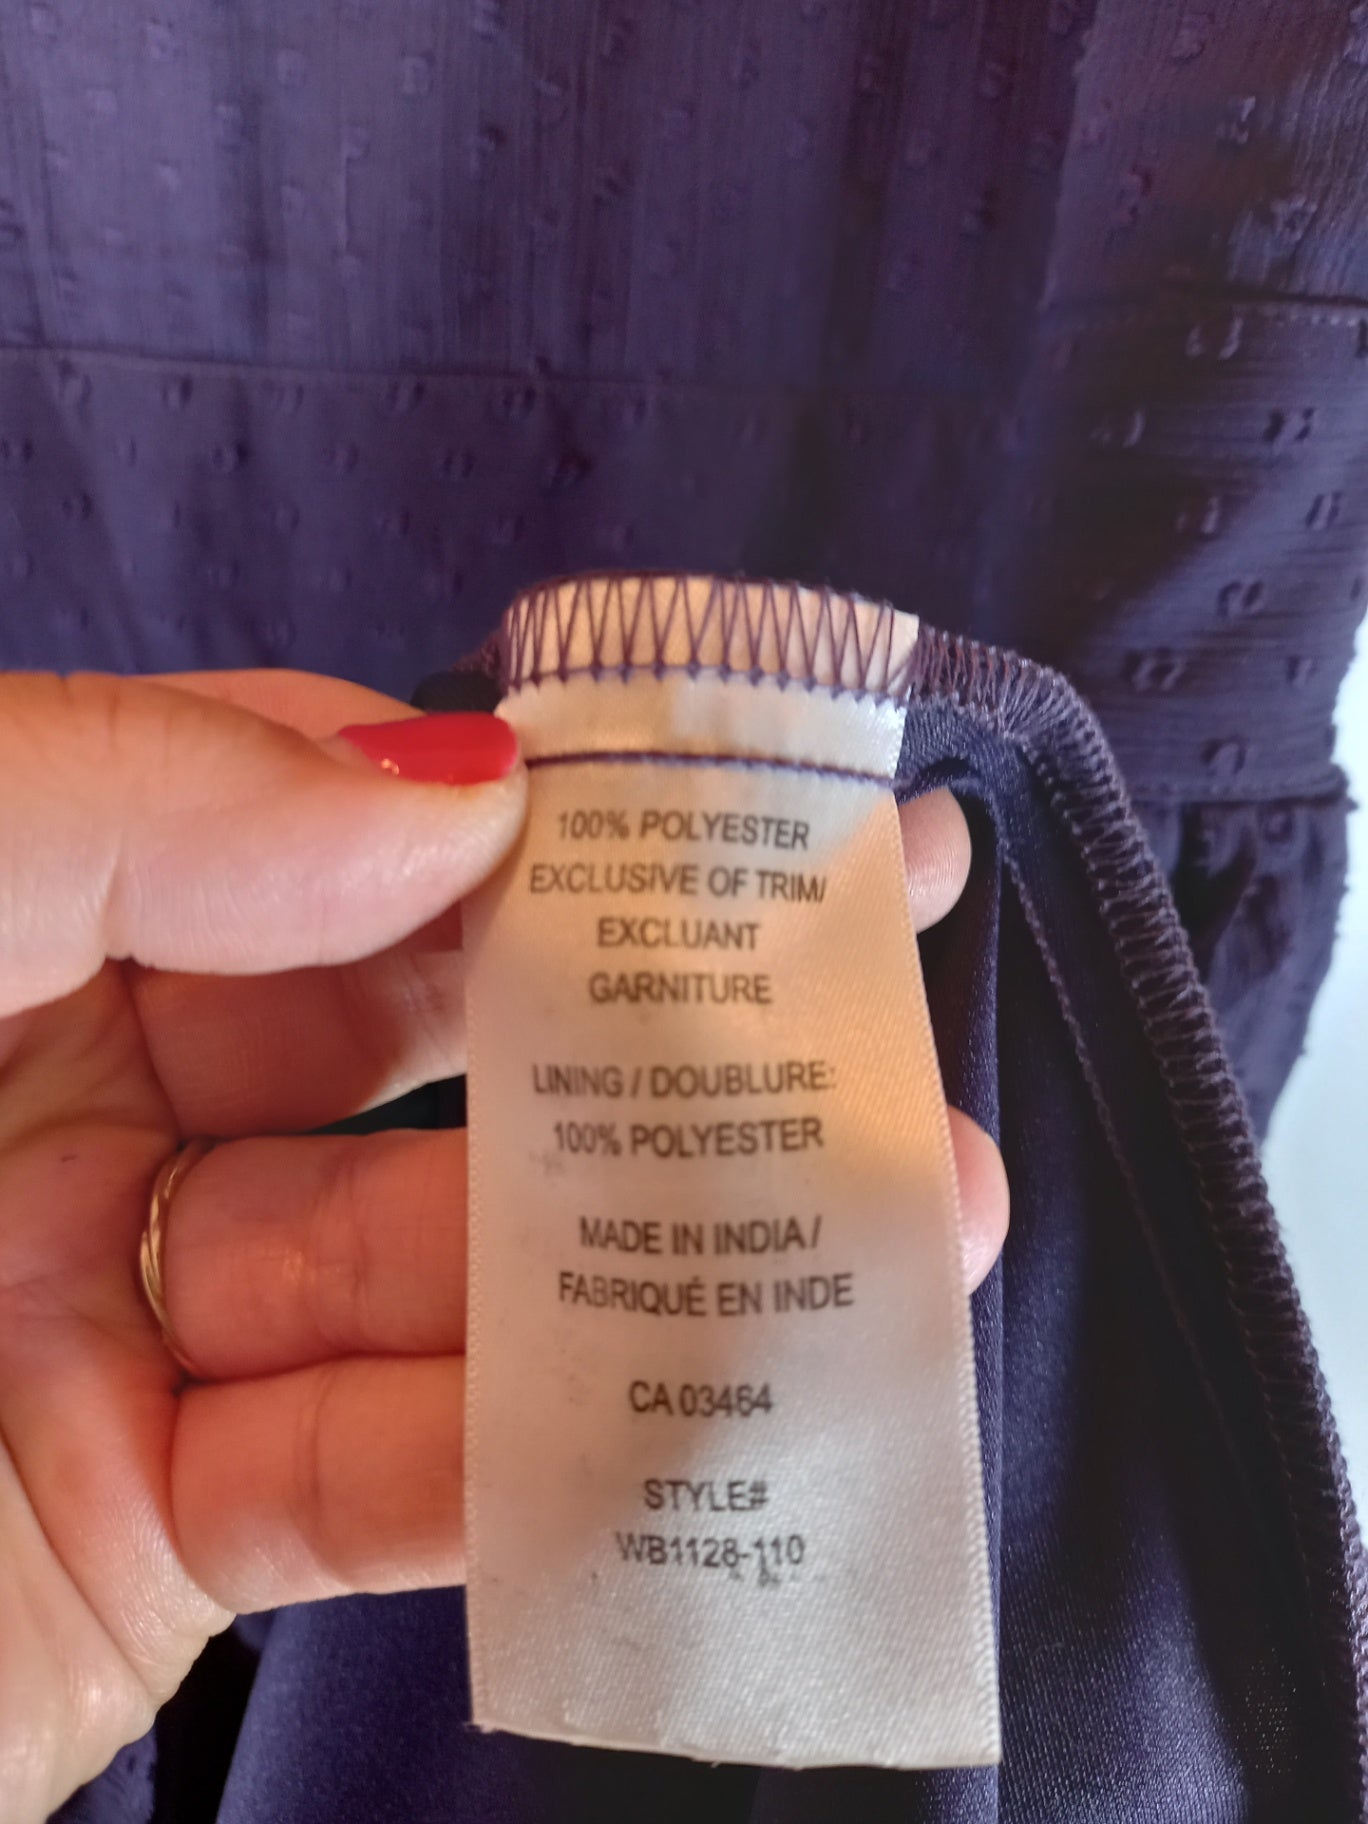 100% POLYESTER
EXCLUSIVE OF TRIM/
EXCLUANT
GARNITURE
LINING / DOUBLURE:
100% POLYESTER
MADE IN INDIA /
FABRIQUÉ EN INDE
CA 03464
STYLE#
WB1128-110